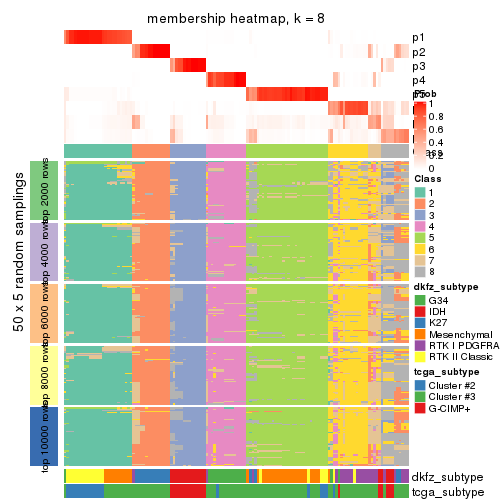 membership heatmap, k = 8
p1
p2
p3
p4
Prob
1
0.8
0.6
0.4
0.2
0
Class
1
2
3
4
5
6
7
8
dkfz_subtype
G34
IDH
K27
Mesenchymal
RTK I PDGFRA
RTK II Classic
tcga_subtype
Cluster #2
Cluster #3
G-CIMP+
50 x 5 random samplings
top 2000 rows
top 4000 rows
top 6000 rows
top 8000 rows
top 10000 rows
dkfz_subtype
tcga_subtype